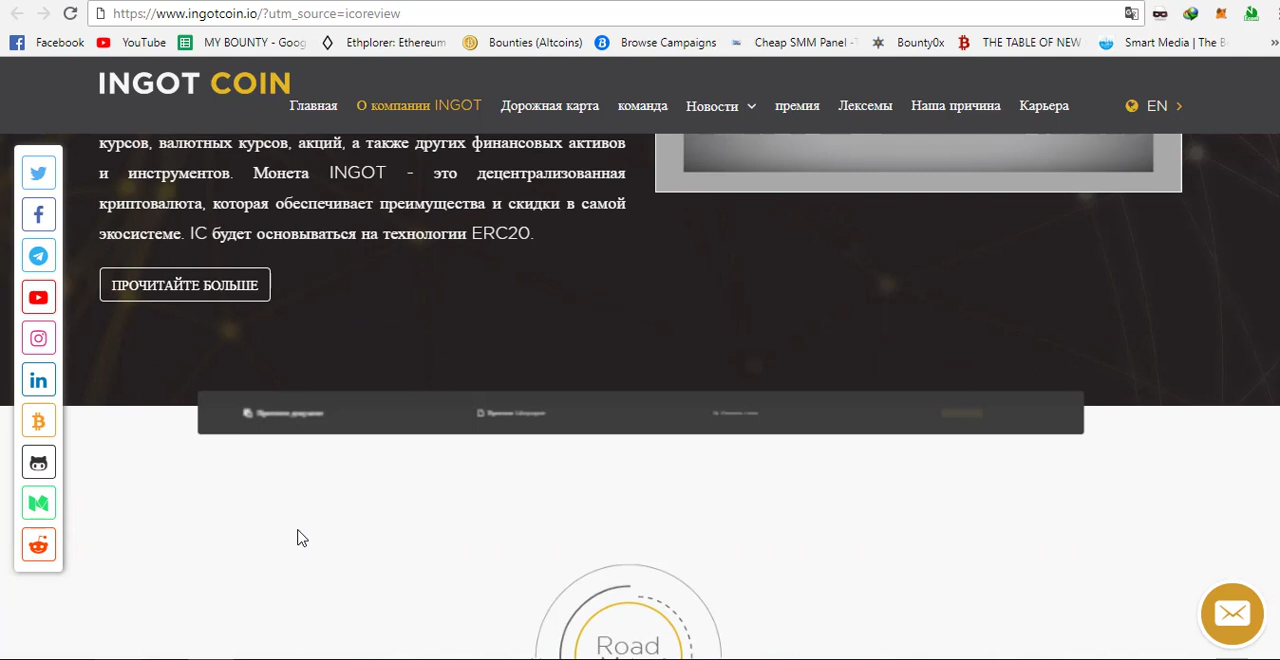 https://www.ingotcoin.io/?utm_source=icoreview
Facebook YouTube MY BOUNTY - Goog Ethplorer: Ethereum Bounties (Altcoins) Browse Campaigns Cheap SMM Panel - Bounty0x THE TABLE OF NEW Smart Media | The B »
INGOT COIN
Главная О компании INGOT Дорожная карта команда Новости премия Лексемы Наша причина Карьера EN
курсов, валютных курсов, акций, а также других финансовых активов
и инструментов. Монета INGOT - это децентрализованная
криптовалюта, которая обеспечивает преимущества и скидки в самой
экосистеме. IC будет основываться на технологии ERC20.
ПРОЧИТАЙТЕ БОЛЬШЕ
Road